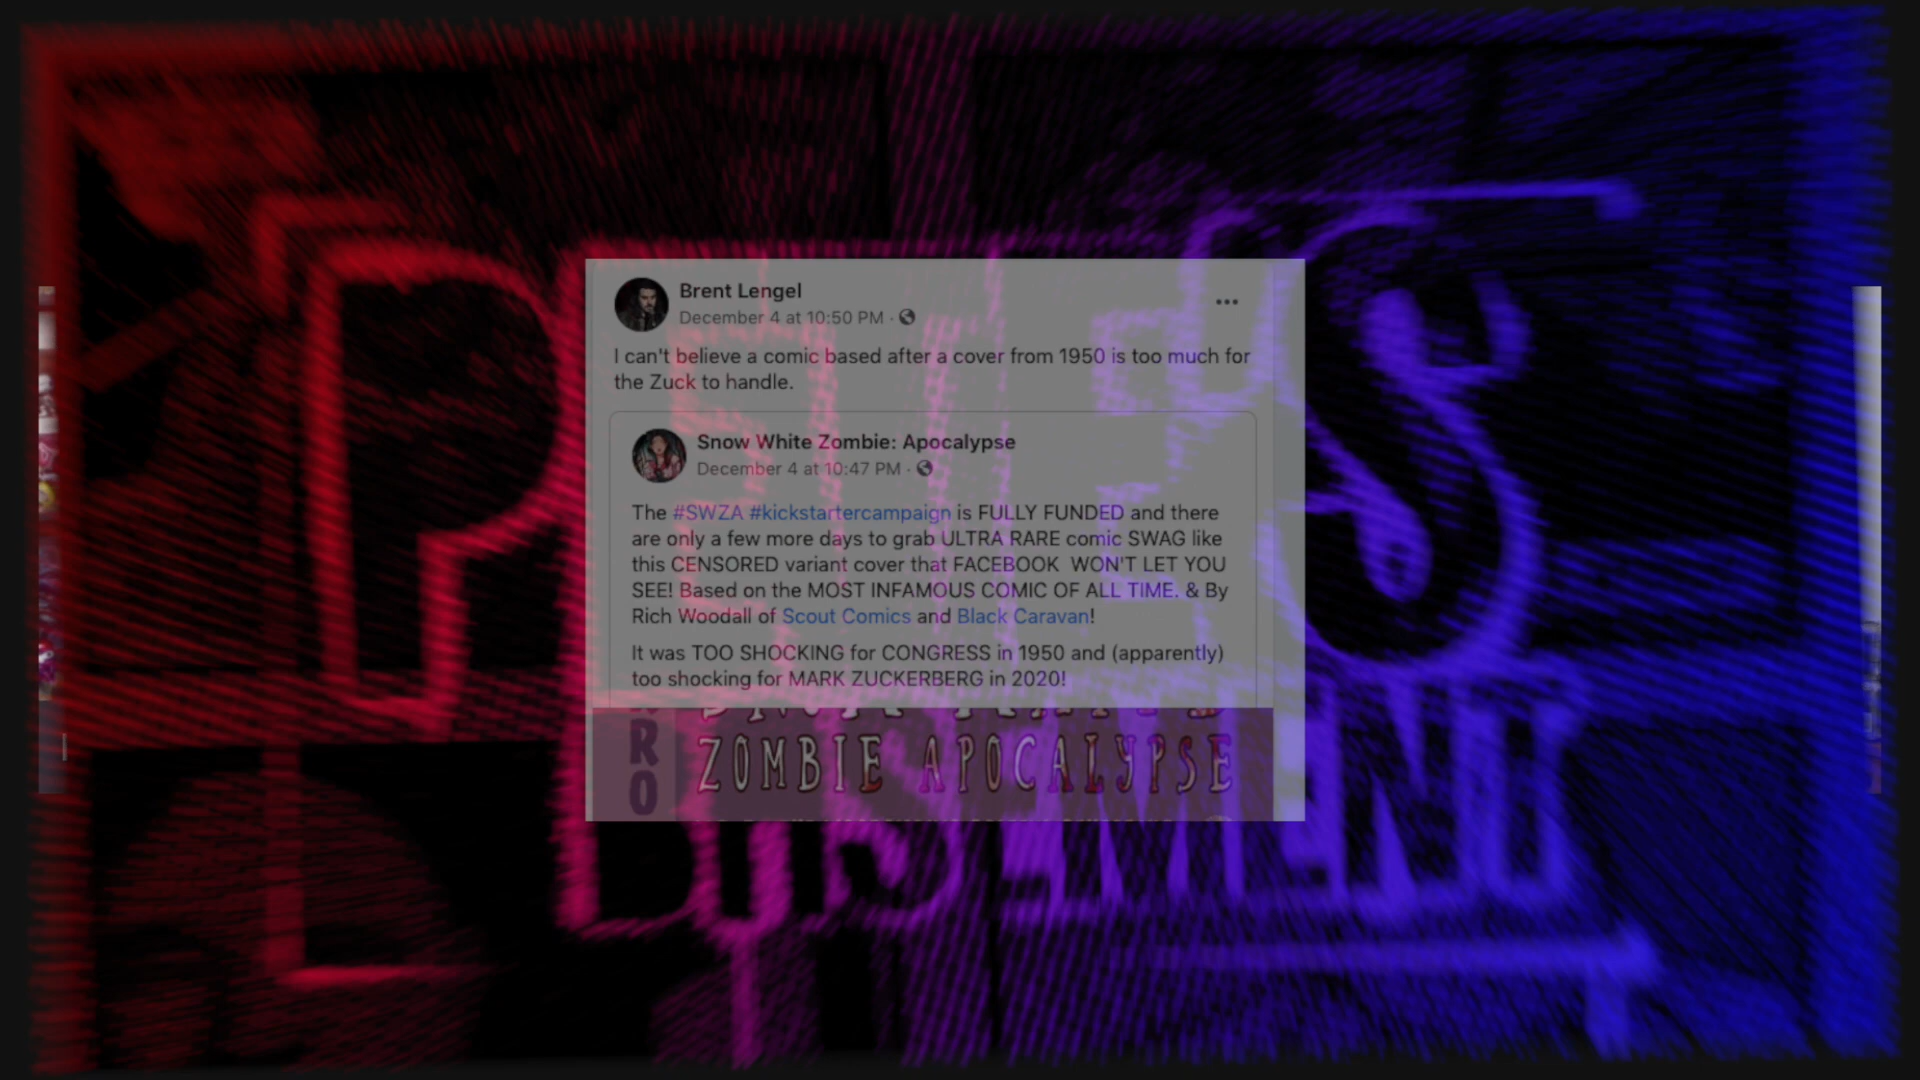 Brent Lengel
December 4 at 10:50 PM ·
I can't believe a comic based after a cover from 1950 is too much for
the Zuck to handle.
Snow White Zombie: Apocalypse
December 4 at 10:47 PM ·
The #SWZA #kickstartercampaign is FULLY FUNDED and there
are only a few more days to grab ULTRA RARE comic SWAG like
this CENSORED variant cover that FACEBOOK WON'T LET YOU
SEE! Based on the MOST INFAMOUS COMIC OF ALL TIME. & By
Rich Woodall of Scout Comics and Black Caravan!
It was TOO SHOCKING for CONGRESS in 1950 and (apparently)
too shocking for MARK ZUCKERBERG in 2020!
ZOMBIE APOCALYPSE